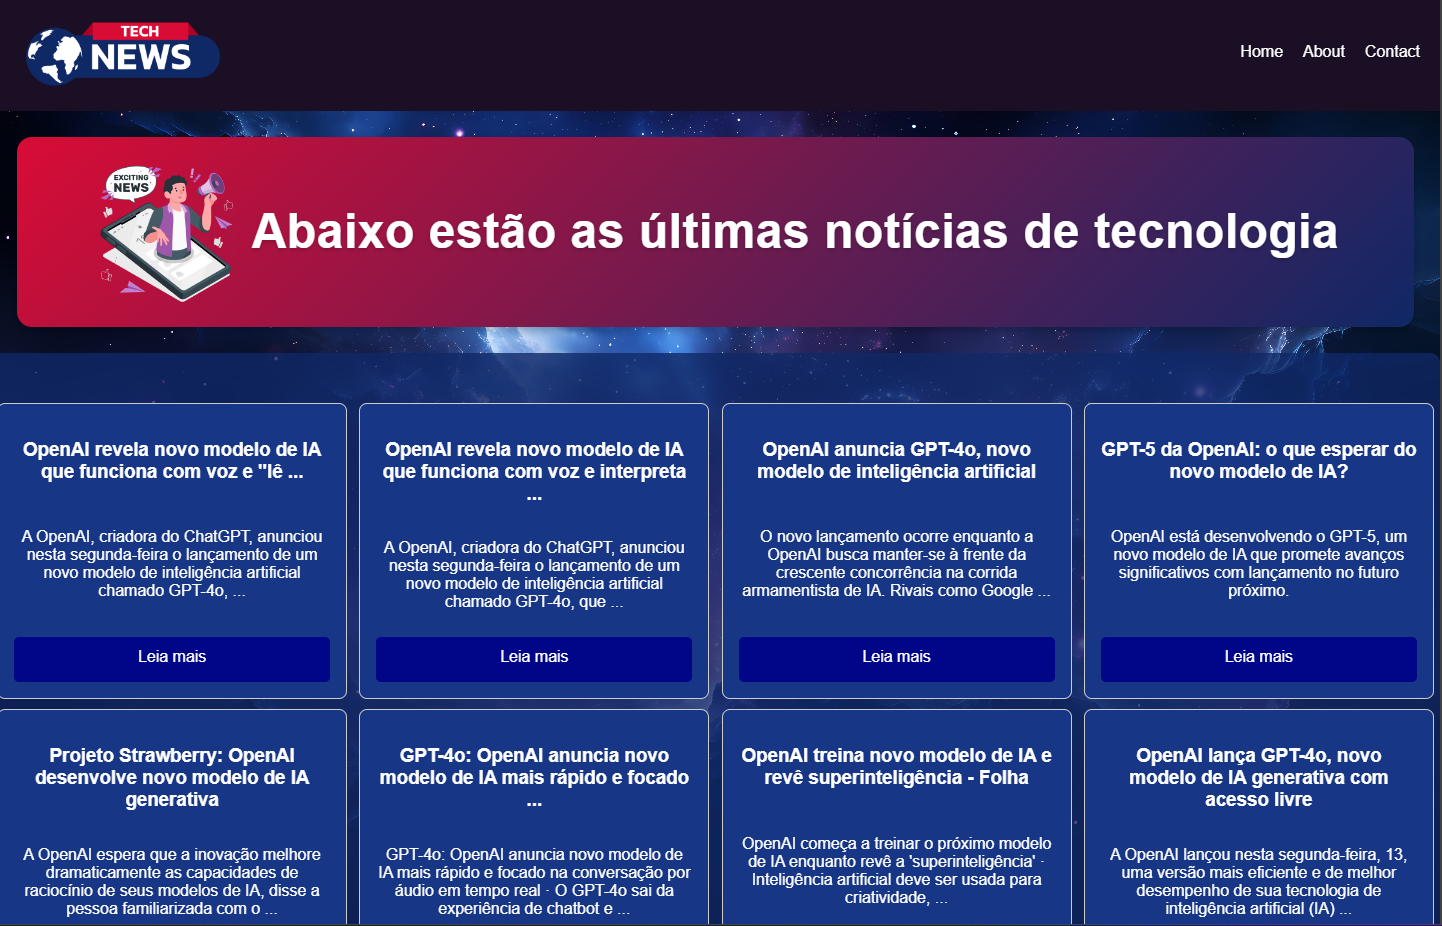 TECH
NEWS
Home About Contact
EXCITING
NEWS
Abaixo estão as últimas notícias de tecnologia
OpenAI revela novo modelo de IA
que funciona com voz e "lê ...
A OpenAI, criadora do ChatGPT, anunciou
nesta segunda-feira o lançamento de um
novo modelo de inteligência artificial
chamado GPT-4o, ...
Leia mais
OpenAI revela novo modelo de IA
que funciona com voz e interpreta
...
A OpenAI, criadora do ChatGPT, anunciou
nesta segunda-feira o lançamento de um
novo modelo de inteligência artificial
chamado GPT-4o, que ...
Leia mais
OpenAI anuncia GPT-4o, novo
modelo de inteligência artificial
O novo lançamento ocorre enquanto a
OpenAI busca manter-se à frente da
crescente concorrência na corrida
armamentista de IA. Rivais como Google ...
Leia mais
GPT-5 da OpenAI: o que esperar do
novo modelo de IA?
OpenAI está desenvolvendo o GPT-5, um
novo modelo de IA que promete avanços
significativos com lançamento no futuro
próximo.
Leia mais
Projeto Strawberry: OpenAI
desenvolve novo modelo de IA
generativa
A OpenAI espera que a inovação melhore
dramaticamente as capacidades de
raciocínio de seus modelos de IA, disse a
pessoa familiarizada com o ...
GPT-4o: OpenAI anuncia novo
modelo de IA mais rápido e focado
...
GPT-4o: OpenAI anuncia novo modelo de
IA mais rápido e focado na conversação por
áudio em tempo real · O GPT-4o sai da
experiência de chatbot e ...
OpenAI treina novo modelo de IA e
revê superinteligência - Folha
OpenAI começa a treinar o próximo modelo
de IA enquanto revê a 'superinteligência' ·
Inteligência artificial deve ser usada para
criatividade, ...
OpenAI lança GPT-4o, novo
modelo de IA generativa com
acesso livre
A OpenAI lançou nesta segunda-feira, 13,
uma versão mais eficiente e de melhor
desempenho de sua tecnologia de
inteligência artificial (IA) ...